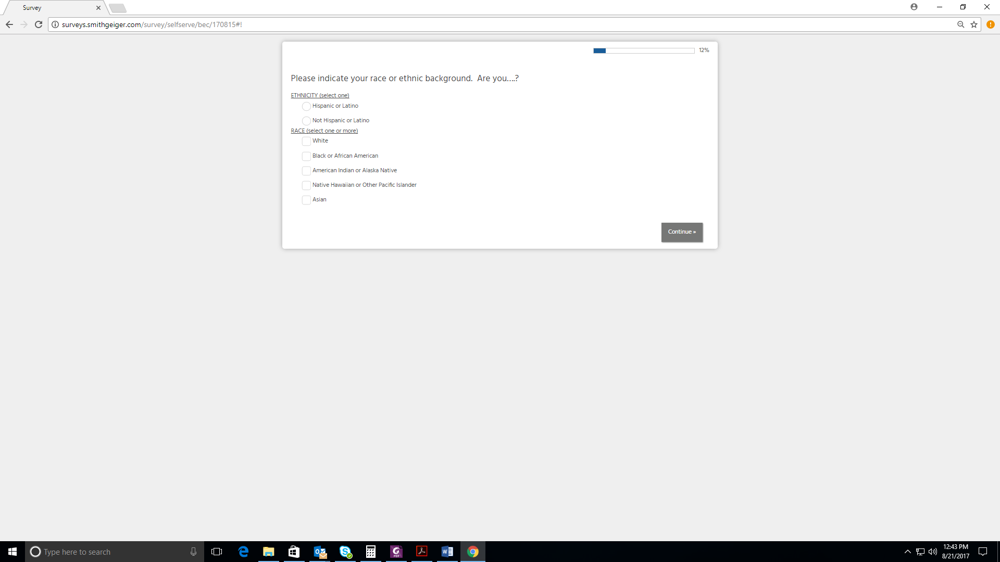 Survey
surveys.smithgeiger.com/survey/selfserve/bec/170815#!
12%
Please indicate your race or ethnic background.  Are you....?
ETHNICITY (select one)
Hispanic or Latino
Not Hispanic or Latino
RACE (select one or more)
White
Black or African American
American Indian or Alaska Native
Native Hawaiian or Other Pacific Islander
Asian
Continue »
Type here to search
12:43 PM
8/21/2017